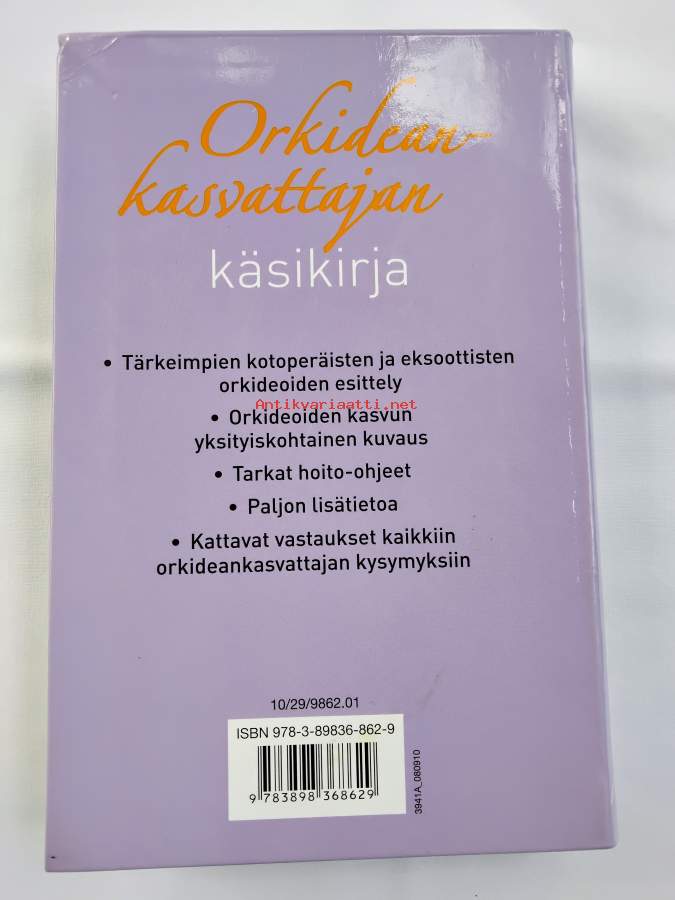 Orkidean-
kasvattajan
käsikirja
• Tärkeimpien kotoperäisten ja eksoottisten
orkideoiden esittely
Antikvariaatti.net
• Orkideoiden kasvun
yksityiskohtainen kuvaus
• Tarkat hoito-ohjeet
• Paljon lisätietoa
• Kattavat vastaukset kaikkiin
orkideankasvattajan kysymyksiin
10/29/9862.01
ISBN 978-3-89836-862-9
9 783898 368629
3941A_080910